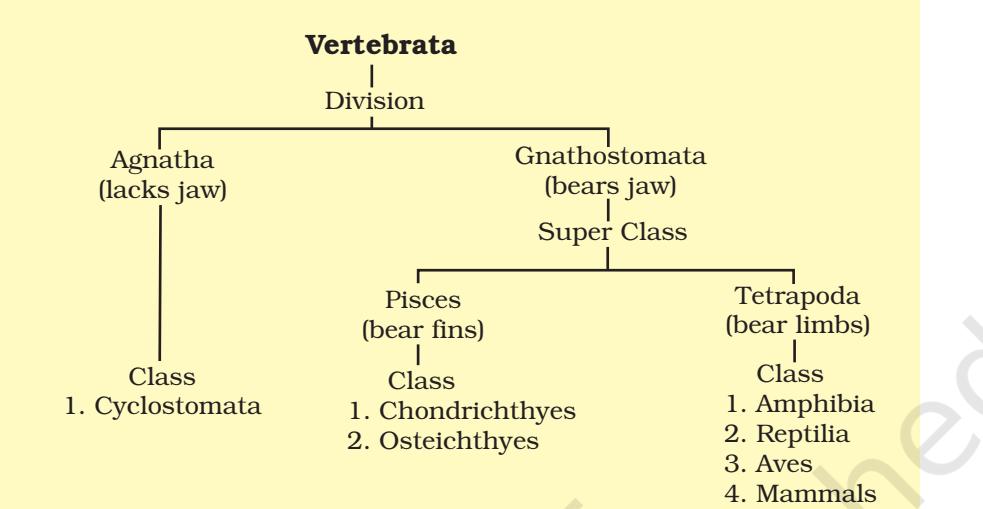 Vertebrata
Division
Agnatha
(lacks jaw)
Gnathostomata
(bears jaw)
Super Class
Pisces
(bear fins)
Tetrapoda
(bear limbs)
Class
1. Cyclostomata
Class
1. Chondrichthyes
2. Osteichthyes
Class
1. Amphibia
2. Reptilia
3. Aves
4. Mammals